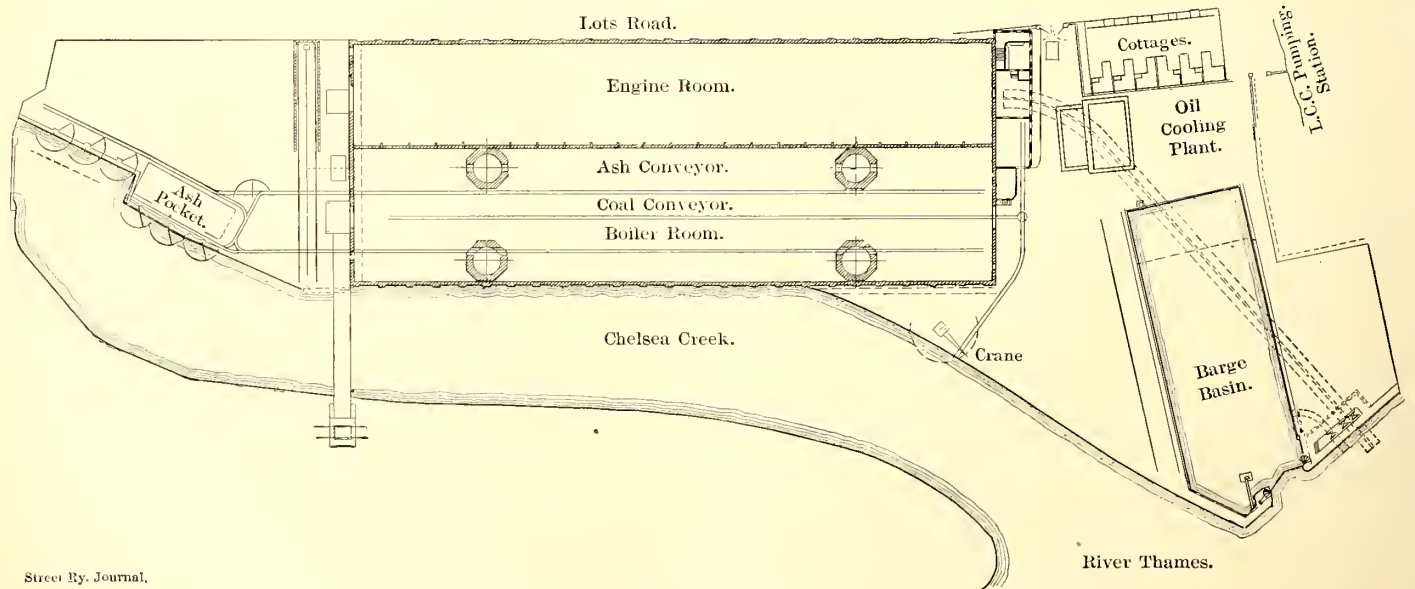 Lots Road.
Engine Room.
Cottages.
L.C.C. Pumping.
Station.
Oil
Cooling
Plant.
Ash Conveyor.
Ash
Pocket.
Coal Conveyor.
Boiler Room.
Chelsea Creek.
Crane
Barge
Basin.
River Thames.
Street Ry. Journal,